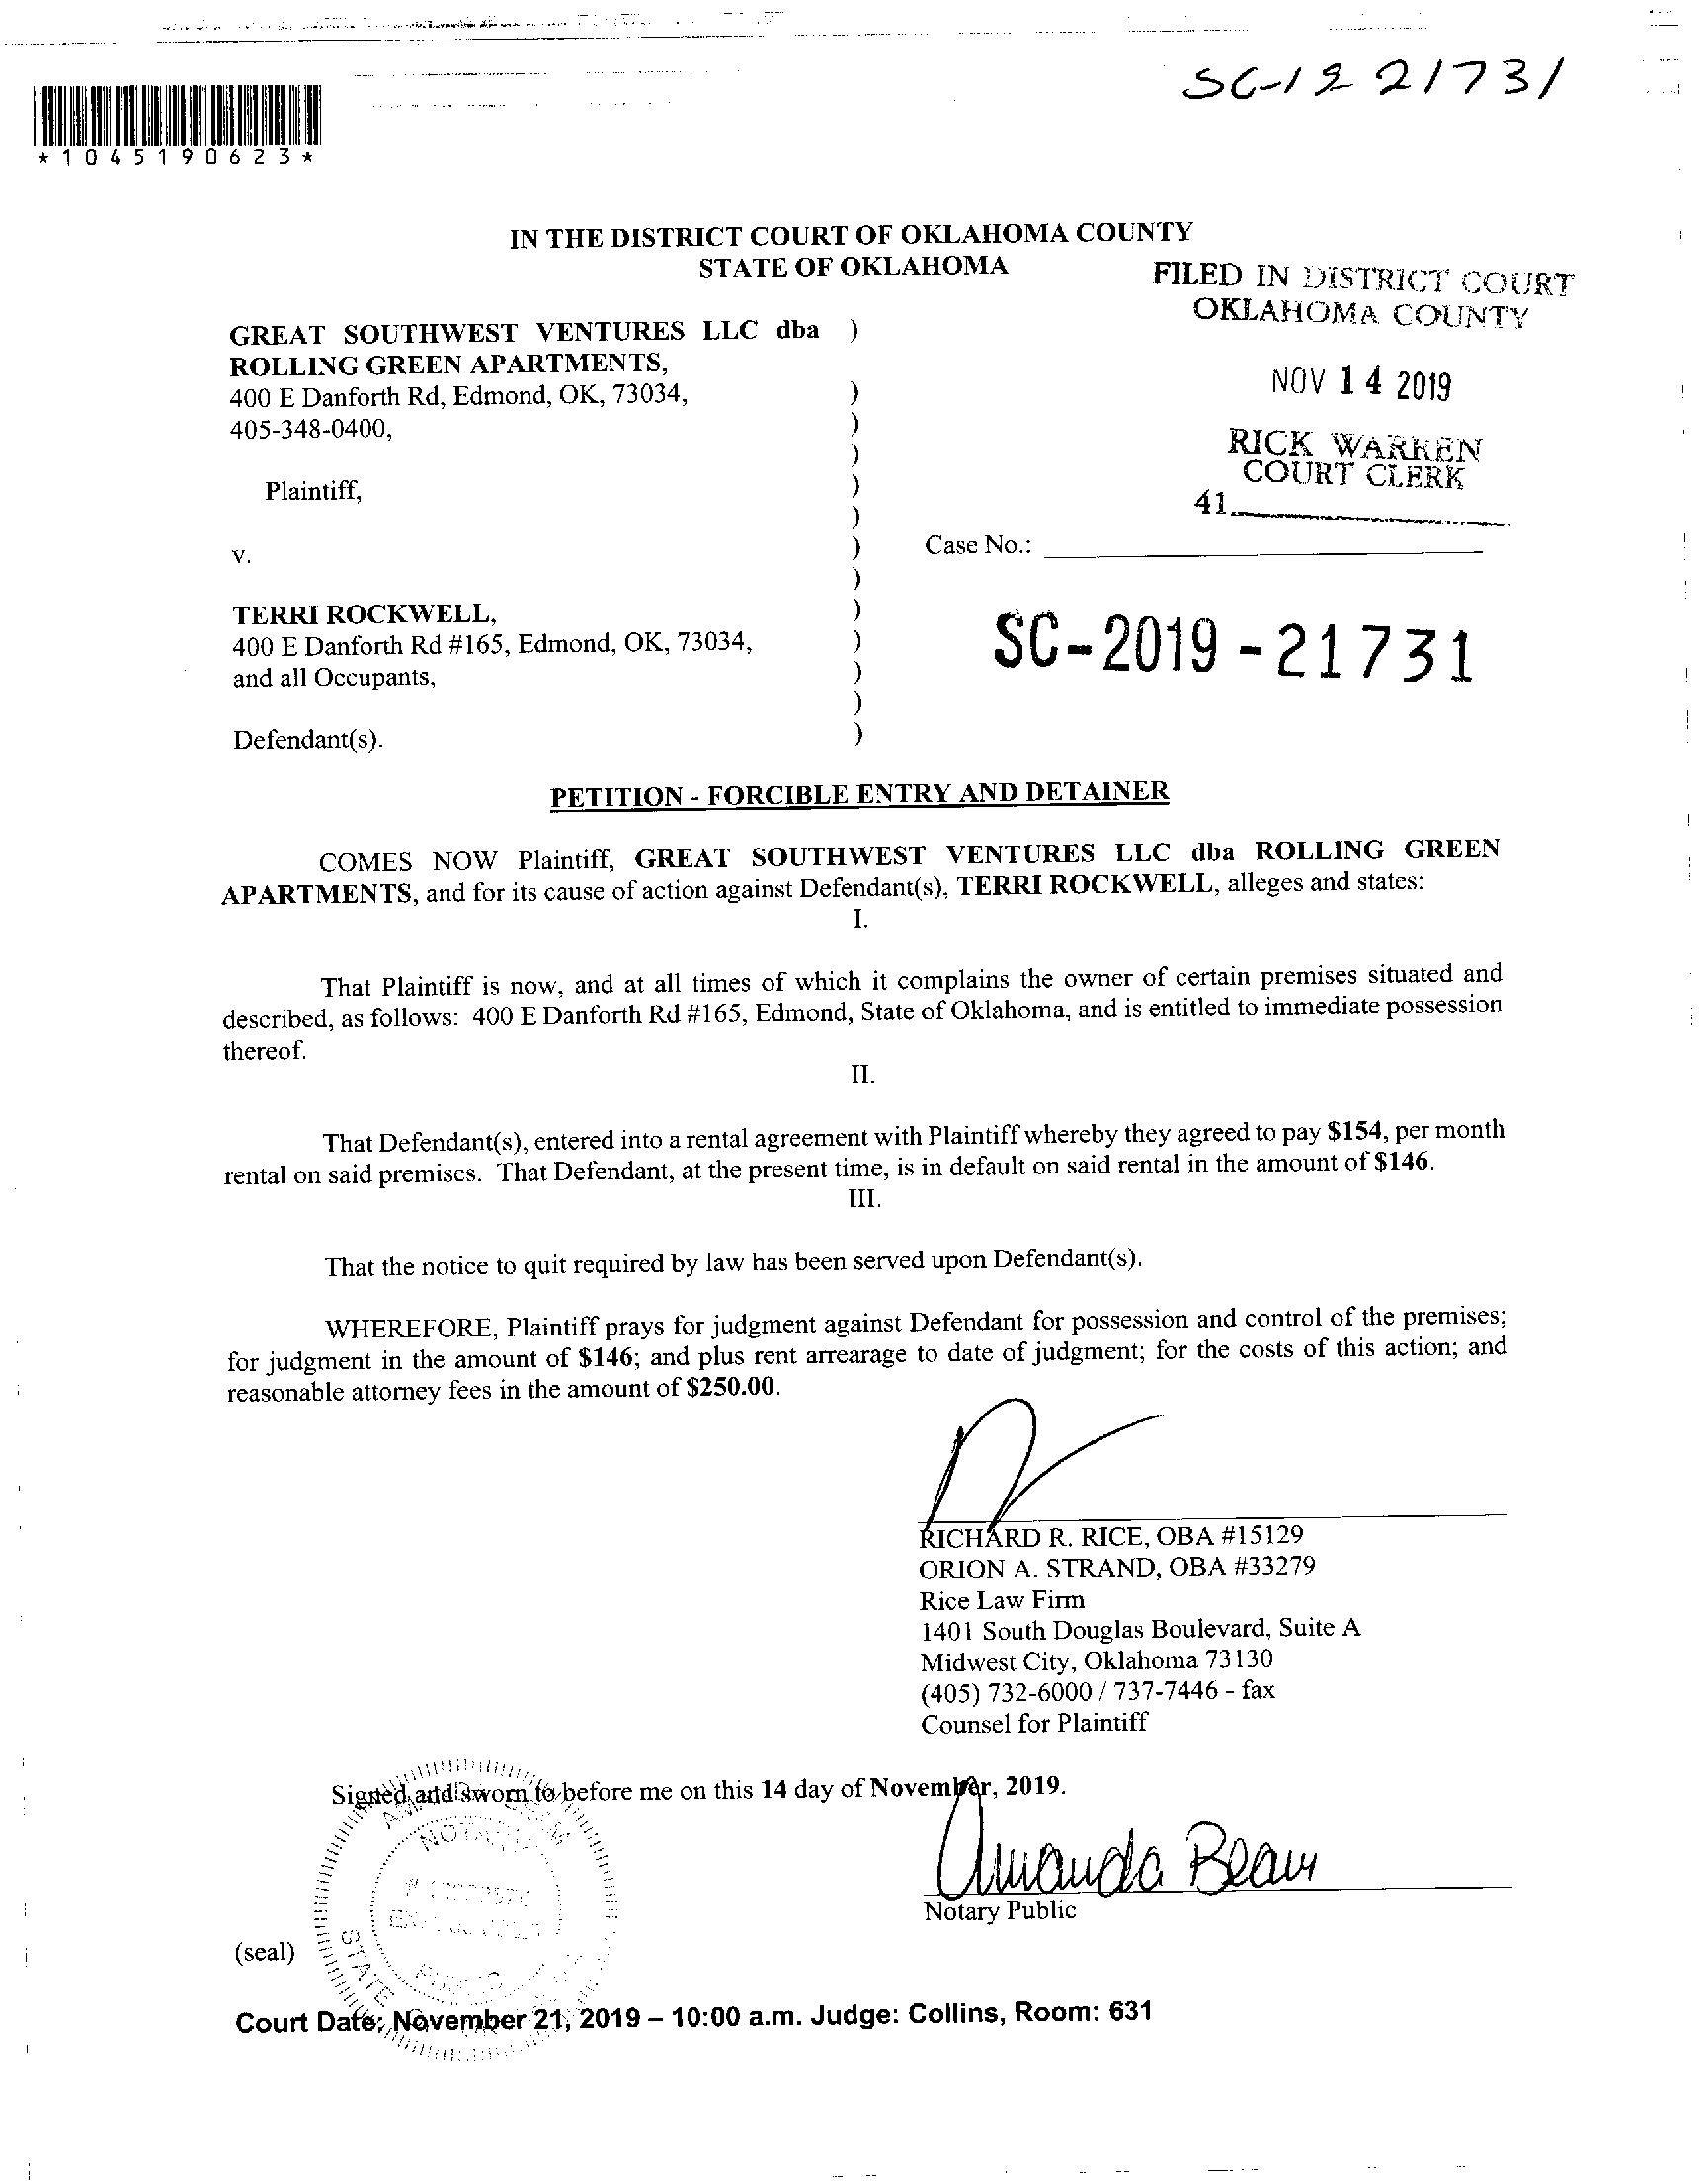 SC-19 21731
*1045190623*
IN THE DISTRICT COURT OF OKLAHOMA COUNTY
STATE OF OKLAHOMA
FILED IN DISTRICT COURT
OKLAHOMA COUNTY
NOV 14 2019
RICK WARREN
COURT CLERK
41
GREAT SOUTHWEST VENTURES LLC dba )
ROLLING GREEN APARTMENTS,
400 E Danforth Rd, Edmond, OK, 73034, )
405-348-0400, )
)
Plaintiff, )
)
v. ) Case No.:
)
TERRI ROCKWELL, )
400 E Danforth Rd #165, Edmond, OK, 73034, )
and all Occupants, )
)
Defendant(s). )
SC-2019-21731
PETITION - FORCIBLE ENTRY AND DETAINER
COMES NOW Plaintiff, GREAT SOUTHWEST VENTURES LLC dba ROLLING GREEN
APARTMENTS, and for its cause of action against Defendant(s), TERRI ROCKWELL, alleges and states:
I.
That Plaintiff is now, and at all times of which it complains the owner of certain premises situated and
described, as follows: 400 E Danforth Rd #165, Edmond, State of Oklahoma, and is entitled to immediate possession
thereof.
II.
That Defendant(s), entered into a rental agreement with Plaintiff whereby they agreed to pay $154, per month
rental on said premises. That Defendant, at the present time, is in default on said rental in the amount of $146.
III.
That the notice to quit required by law has been served upon Defendant(s).
WHEREFORE, Plaintiff prays for judgment against Defendant for possession and control of the premises;
for judgment in the amount of $146; and plus rent arrearage to date of judgment; for the costs of this action; and
reasonable attorney fees in the amount of $250.00.
RICHARD R. RICE, OBA #15129
ORION A. STRAND, OBA #33279
Rice Law Firm
1401 South Douglas Boulevard, Suite A
Midwest City, Oklahoma 73130
(405) 732-6000 / 737-7446 - fax
Counsel for Plaintiff
Signed and sworn to before me on this 14 day of November, 2019.
Amanda Beam
Notary Public
(seal)
STATE
Court Date: November 21, 2019 – 10:00 a.m. Judge: Collins, Room: 631